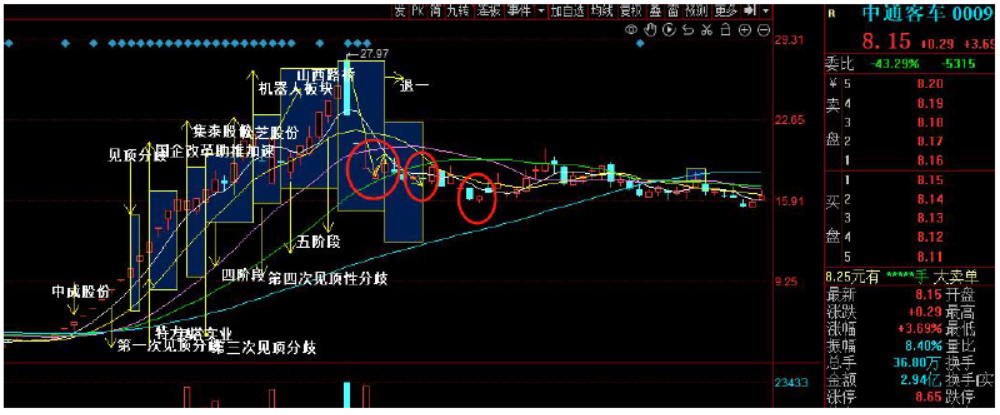 发 PK 简 九转 落板 事件 加自选 均线 复权 叠 窗 预测 更多
R 中通客车 0009
8.15 +0.29 +3.69
委比 -43.29% -5315
¥ 5 8.20
卖 4 8.19
3 8.18
盘 2 8.17
1 8.16
1 8.15
买 2 8.14
3 8.13
盘 4 8.12
5 8.11
8.25元有 *****手 大卖单
最新 8.15 开盘
涨跌 +0.29 最高
涨幅 +3.69% 最低
振幅 8.40% 量比
总手 36.80万 换手
金额 2.94亿 换手[实
涨停 8.65 跌停
29.31
22.65
15.91
9.25
23433
27.97
山西路桥
退一
机器人板块
集泰股份
芝股份
见顶分歧
国企改革助推加速
五阶段
四阶段
第四次见顶性分歧
中成股份
特力
实业
第一次见顶分歧
第三次见顶分歧